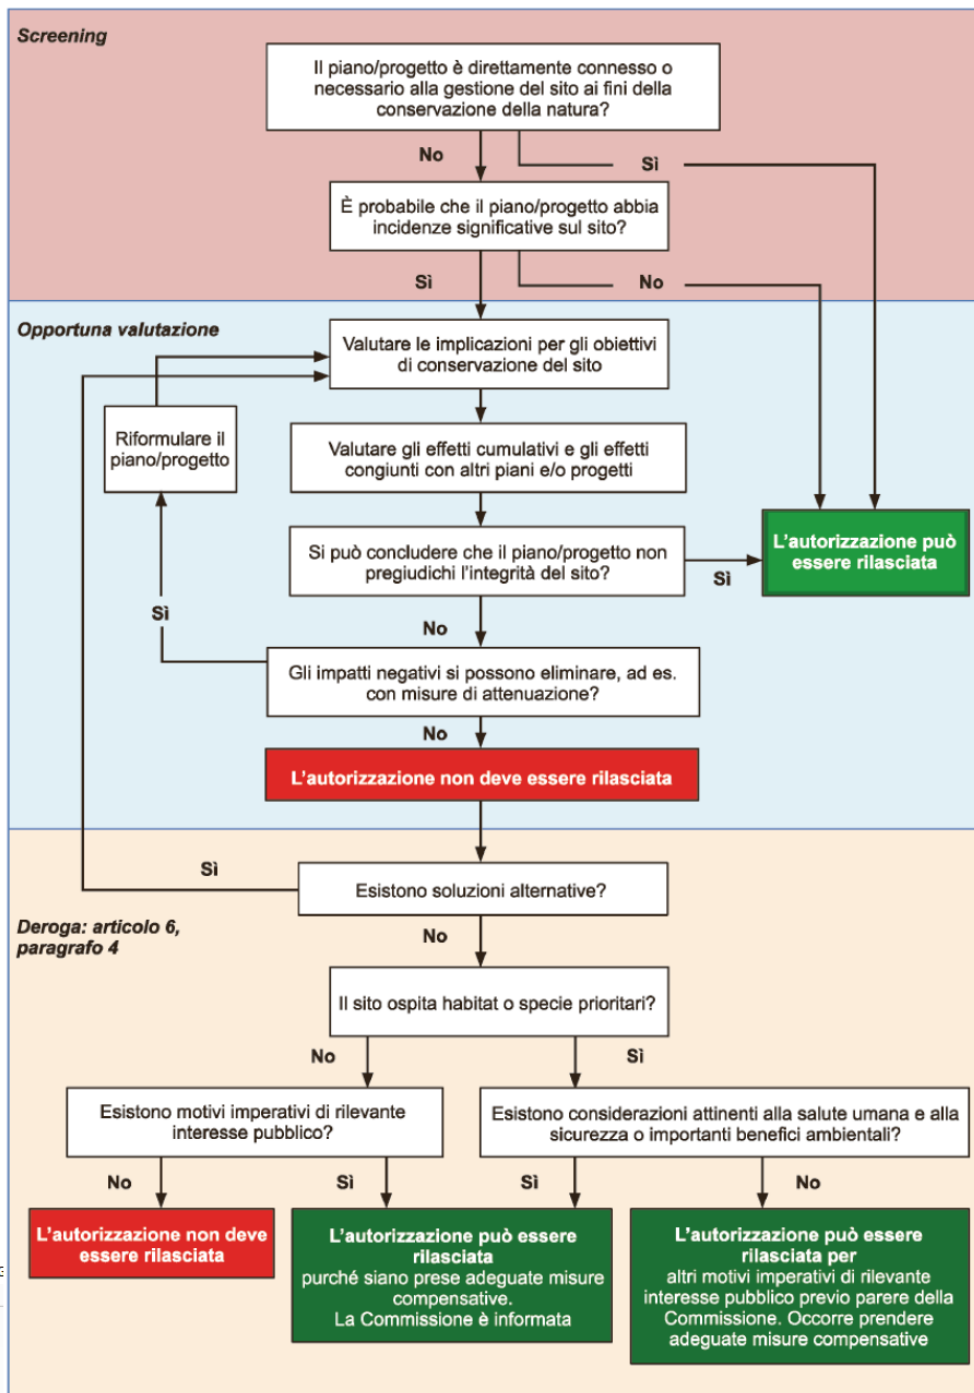 Screening
Il piano/progetto è direttamente connesso o
necessario alla gestione del sito ai fini della
conservazione della natura?
No
Sì
È probabile che il piano/progetto abbia
incidenze significative sul sito?
Sì
No
Opportuna valutazione
Valutare le implicazioni per gli obiettivi
di conservazione del sito
Riformulare il
piano/progetto
Valutare gli effetti cumulativi e gli effetti
congiunti con altri piani e/o progetti
Si può concludere che il piano/progetto non
pregiudichi l'integrità del sito?
Sì
L'autorizzazione può
essere rilasciata
Sì
No
Gli impatti negativi si possono eliminare, ad es.
con misure di attenuazione?
No
L'autorizzazione non deve essere rilasciata
Sì
Esistono soluzioni alternative?
Deroga: articolo 6,
paragrafo 4
No
Il sito ospita habitat o specie prioritari?
No
Sì
Esistono motivi imperativi di rilevante
interesse pubblico?
Esistono considerazioni attinenti alla salute umana e alla
sicurezza o importanti benefici ambientali?
No
Sì
Sì
No
L'autorizzazione non deve
essere rilasciata
L'autorizzazione può essere
rilasciata
purché siano prese adeguate misure
compensative.
La Commissione è informata
L'autorizzazione può essere
rilasciata per
altri motivi imperativi di rilevante
interesse pubblico previo parere della
Commissione. Occorre prendere
adeguate misure compensative